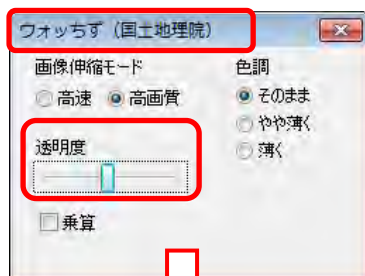 ウォッちず（国土地理院）
画像伸縮モード
高速 高画質
透明度
乗算
色調
そのまま
やや薄く
薄く